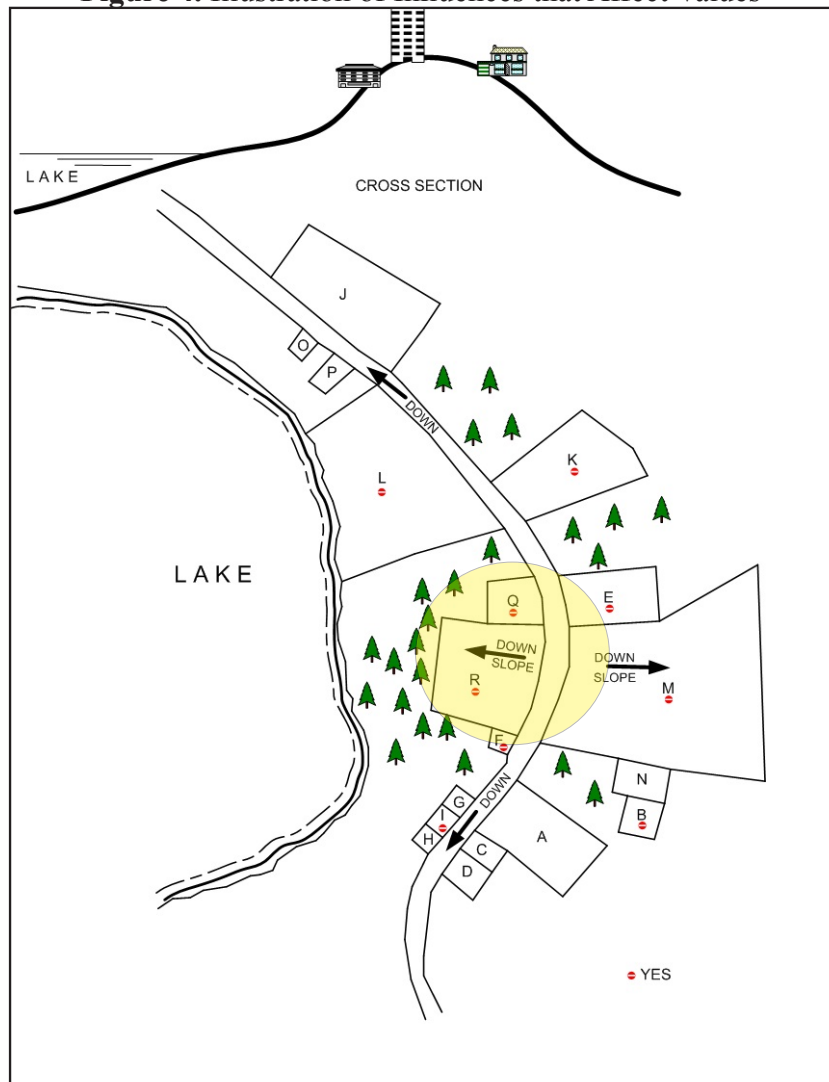 Figure 4. Illustration of Influences that Affect Values
LAKE
CROSS SECTION
J
O
P
DOWN
K
L
LAKE
Q
E
DOWN
SLOPE
DOWN
SLOPE
R
M
F
N
G
DOWN
I
B
H
A
C
D
YES